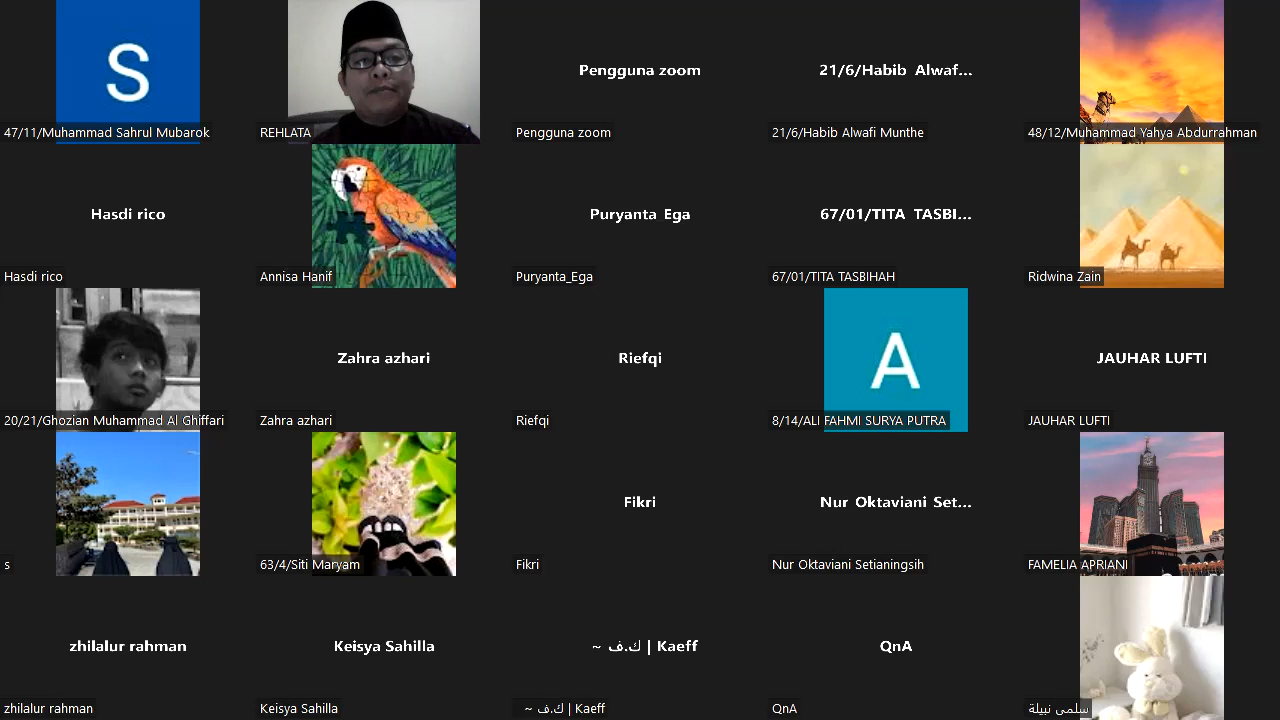 S
47/11/Muhammad Sahrul Mubarok
REHLATA
Pengguna zoom
Pengguna zoom
21/6/Habib Alwaf...
21/6/Habib Alwafi Munthe
48/12/Muhammad Yahya Abdurrahman
Hasdi rico
Hasdi rico
Annisa Hanif
Puryanta Ega
Puryanta_Ega
67/01/TITA TASBI...
67/01/TITA TASBIHAH
Ridwina Zain
20/21/Ghozian Muhammad Al Ghiffari
Zahra azhari
Zahra azhari
Riefqi
Riefqi
A
8/14/ALI FAHMI SURYA PUTRA
JAUHAR LUFTI
JAUHAR LUFTI
s
63/4/Siti Maryam
Fikri
Fikri
Nur Oktaviani Set...
Nur Oktaviani Setianingsih
FAMELIA APRIANI
zhilalur rahman
zhilalur rahman
Keisya Sahilla
Keisya Sahilla
~ ك.ف | Kaeff
~ ك.ف | Kaeff
QnA
QnA
سلمى نبيلة